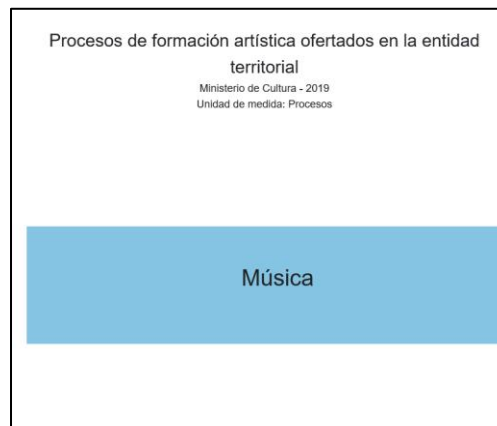 Procesos de formación artística ofertados en la entidad
territorial
Ministerio de Cultura - 2019
Unidad de medida: Procesos
Música